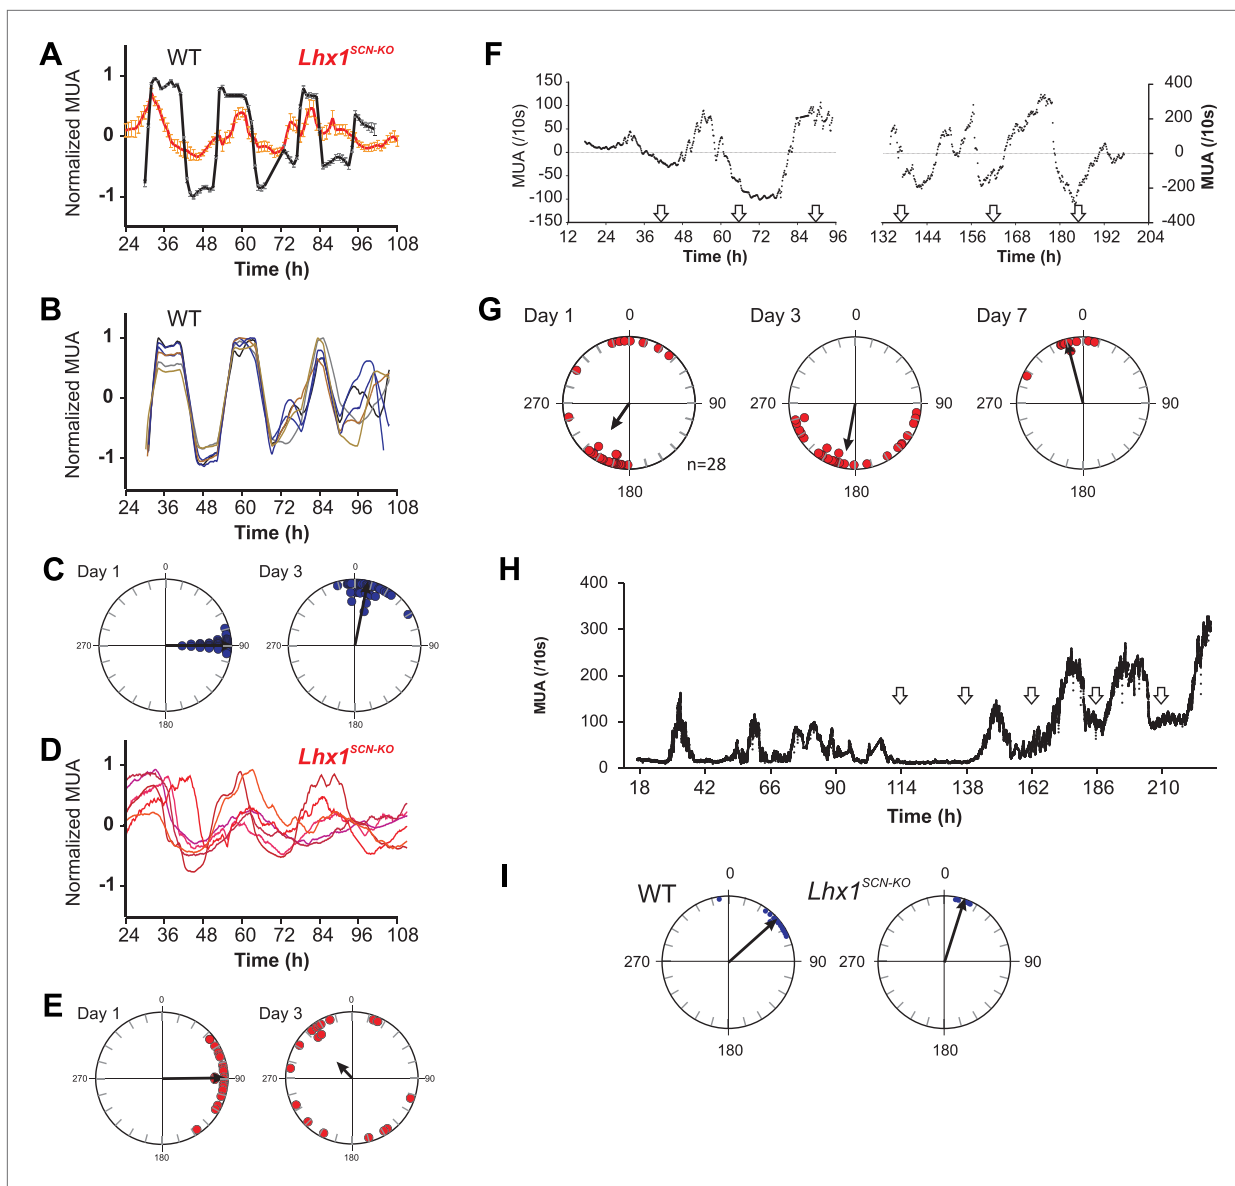 A
WT
Lhx1SCN-KO
Normalized MUA
1
0
-1
24 36 48 60 72 84 96 108
Time (h)
B
WT
Normalized MUA
1
0
-1
24 36 48 60 72 84 96 108
Time (h)
C
Day 1
0
90
180
270
Day 3
0
90
180
270
D
Lhx1SCN-KO
Normalized MUA
1
0
-1
24 36 48 60 72 84 96 108
Time (h)
E
Day 1
0
90
180
270
Day 3
0
90
180
270
F
MUA (/10s)
150
100
50
0
-50
-100
-150
12 24 36 48 60 72 84 96
Time (h)
400
200
0
-200
-400
MUA (/10s)
132 144 156 168 180 192 204
Time (h)
G
Day 1
0
270
180
n=28
Day 3
0
90
270
180
Day 7
0
90
180
H
MUA (/10s)
400
300
200
100
0
18 42 66 90 114 138 162 186 210
Time (h)
I
WT
0
90
180
270
Lhx1SCN-KO
0
90
180
270